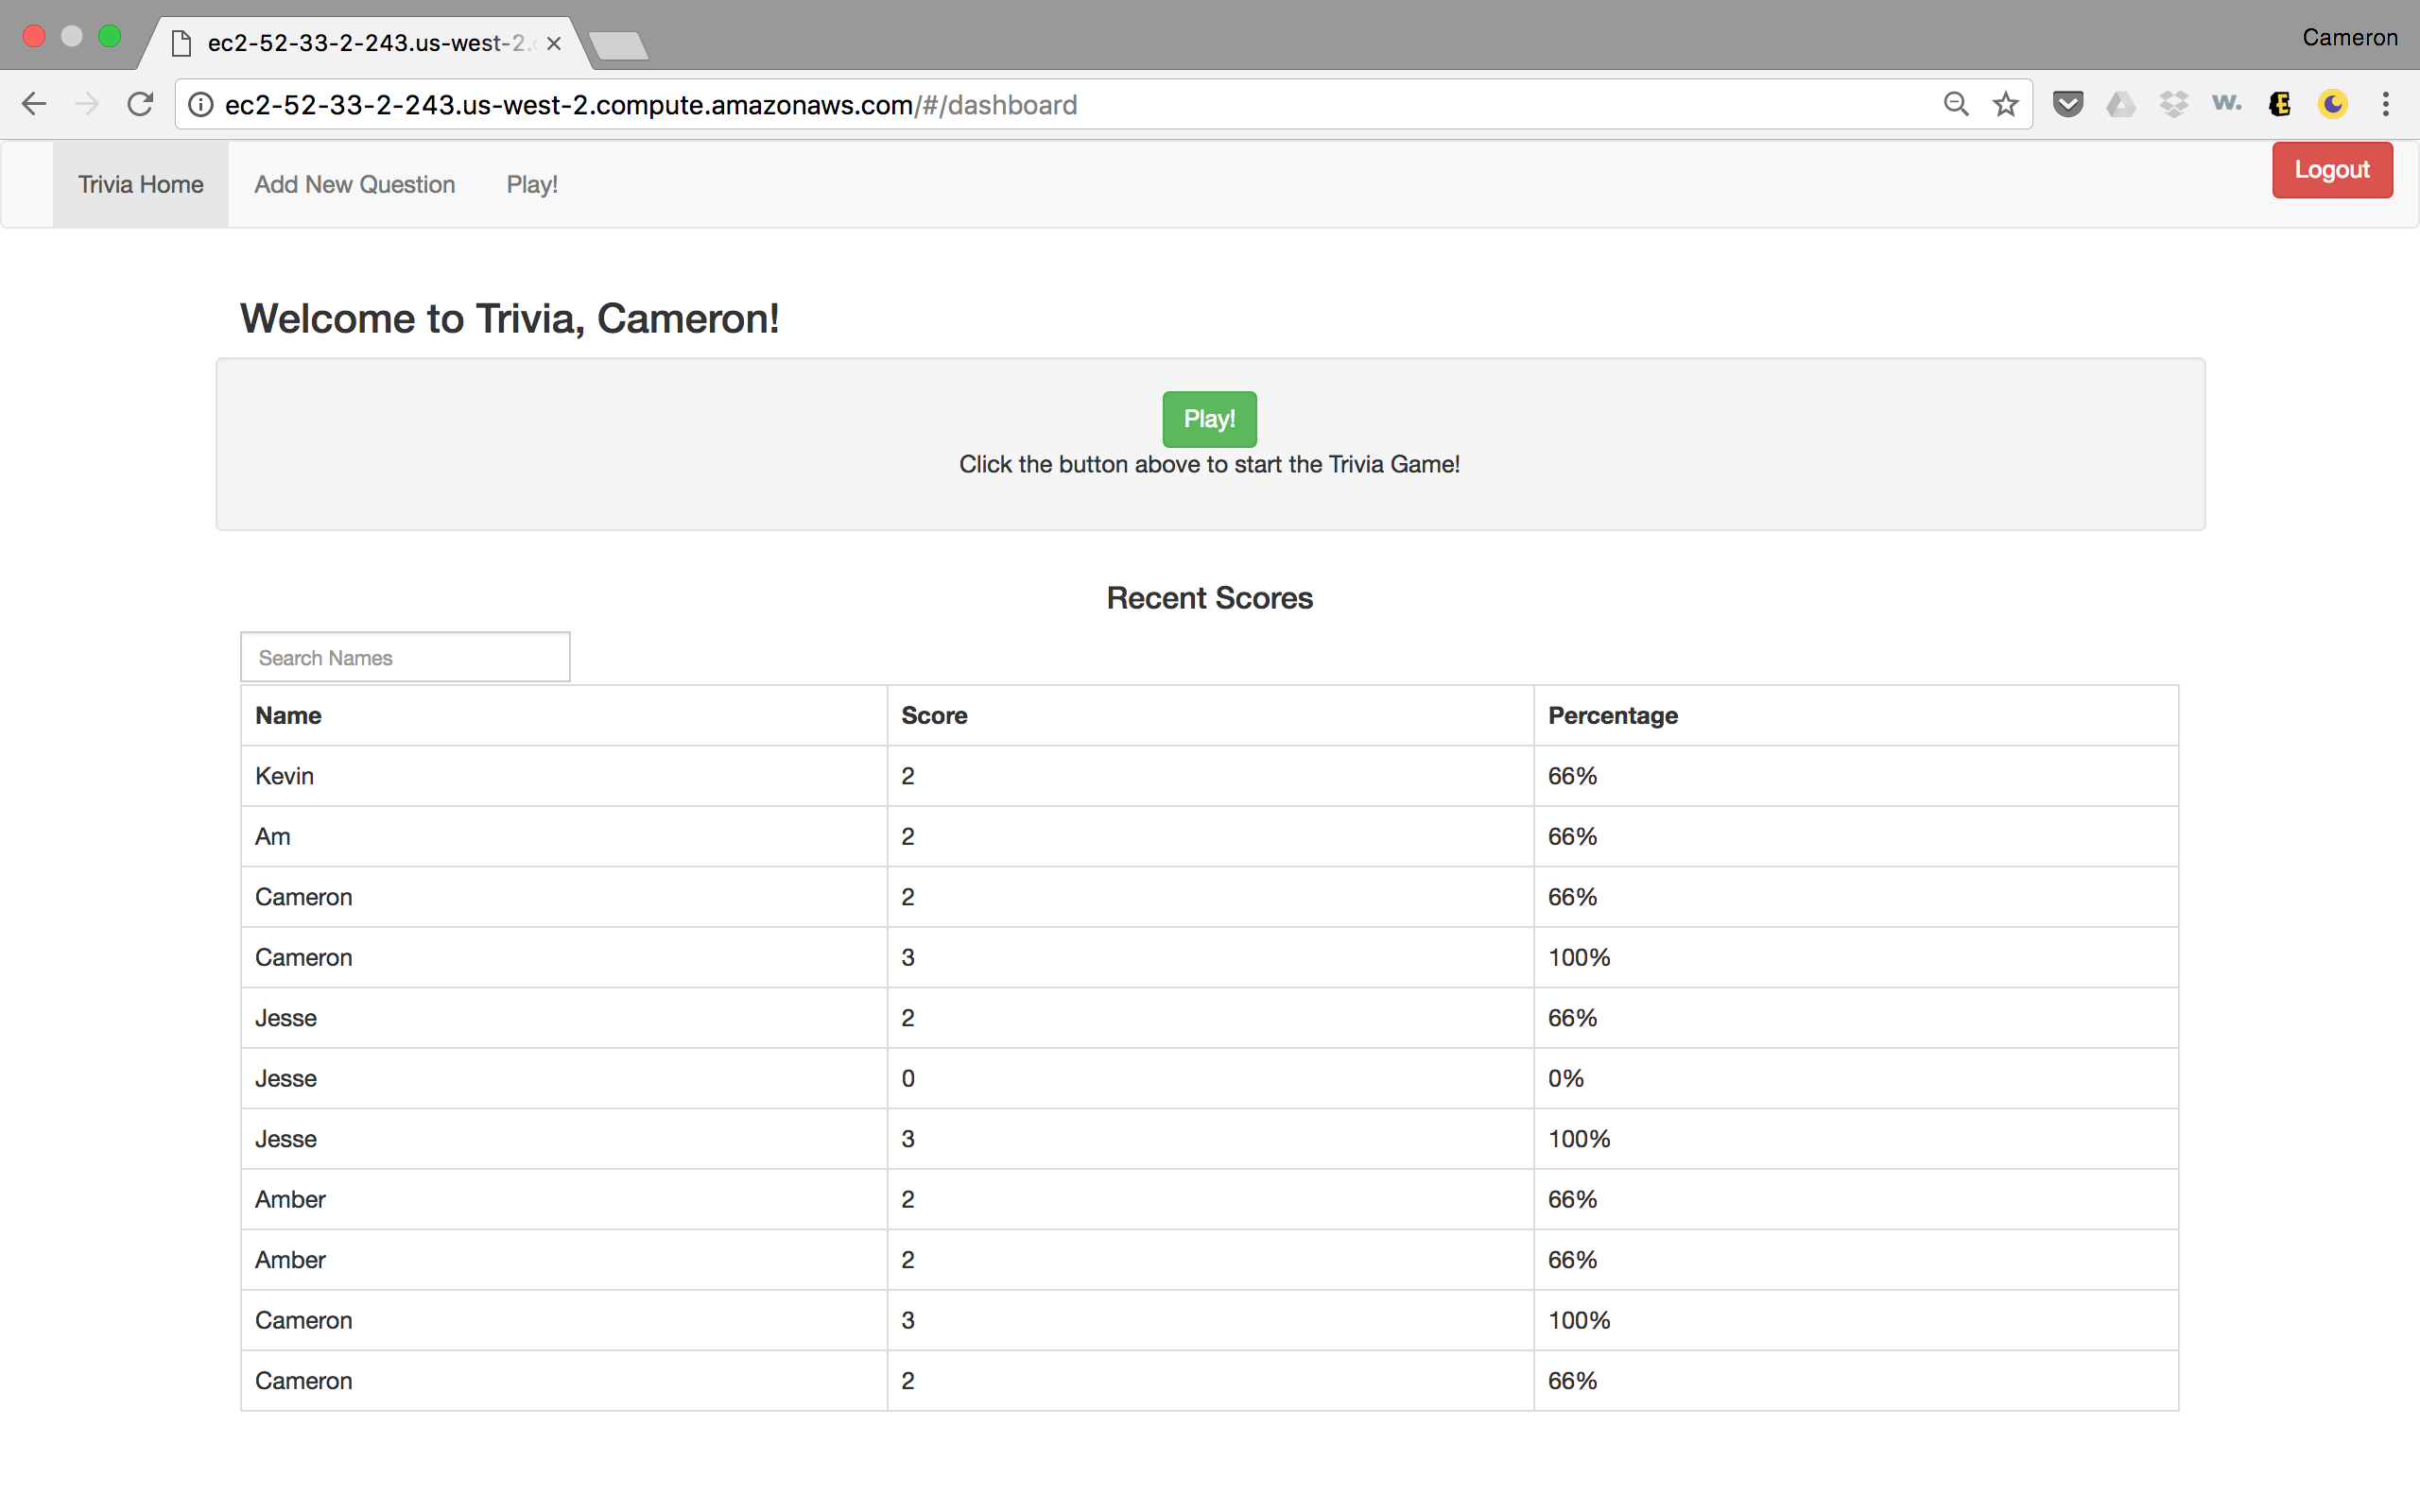 ec2-52-33-2-243.us-west-2.
Cameron
ec2-52-33-2-243.us-west-2.compute.amazonaws.com/#/dashboard
W.
E
Trivia Home Add New Question Play! Logout
Welcome to Trivia, Cameron!
Play!
Click the button above to start the Trivia Game!
Recent Scores
Search Names
Name Score Percentage
Kevin 2 66%
Am 2 66%
Cameron 2 66%
Cameron 3 100%
Jesse 2 66%
Jesse 0 0%
Jesse 3 100%
Amber 2 66%
Amber 2 66%
Cameron 3 100%
Cameron 2 66%